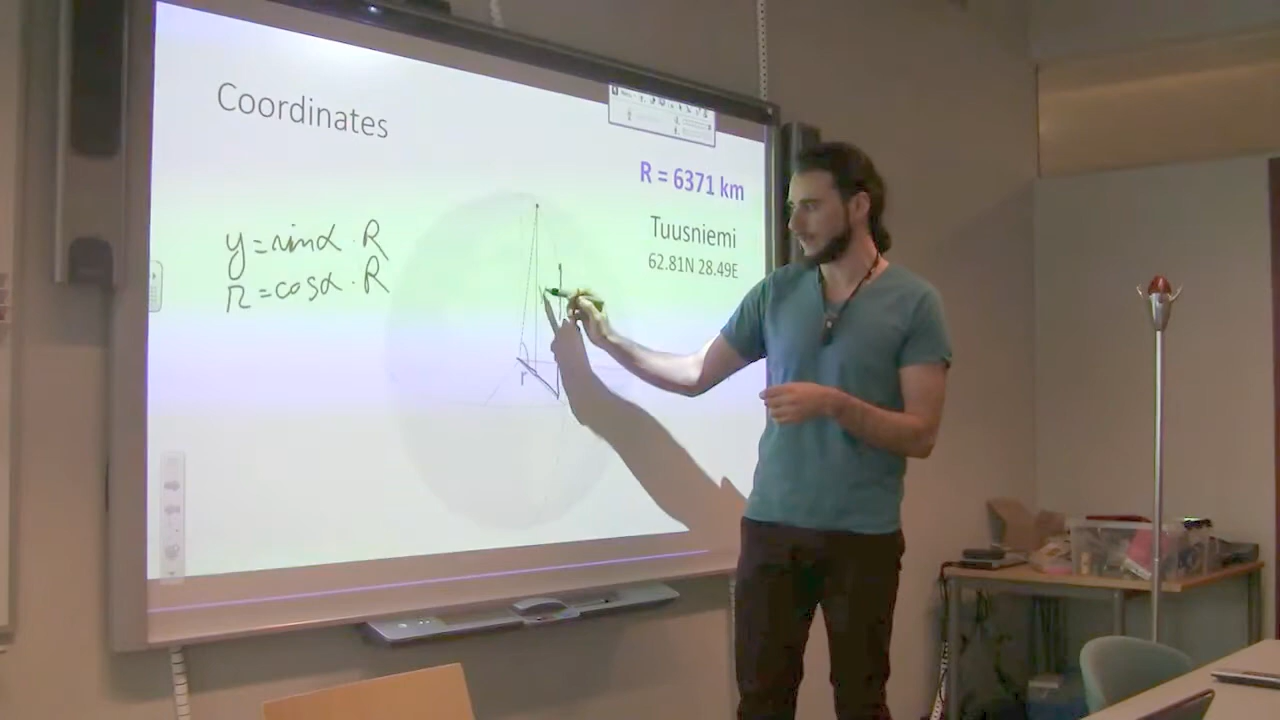 Coordinates
R = 6371 km
Tuusniemi
62.81N 28.49E
y = sinα · R
r = cosα · R
r